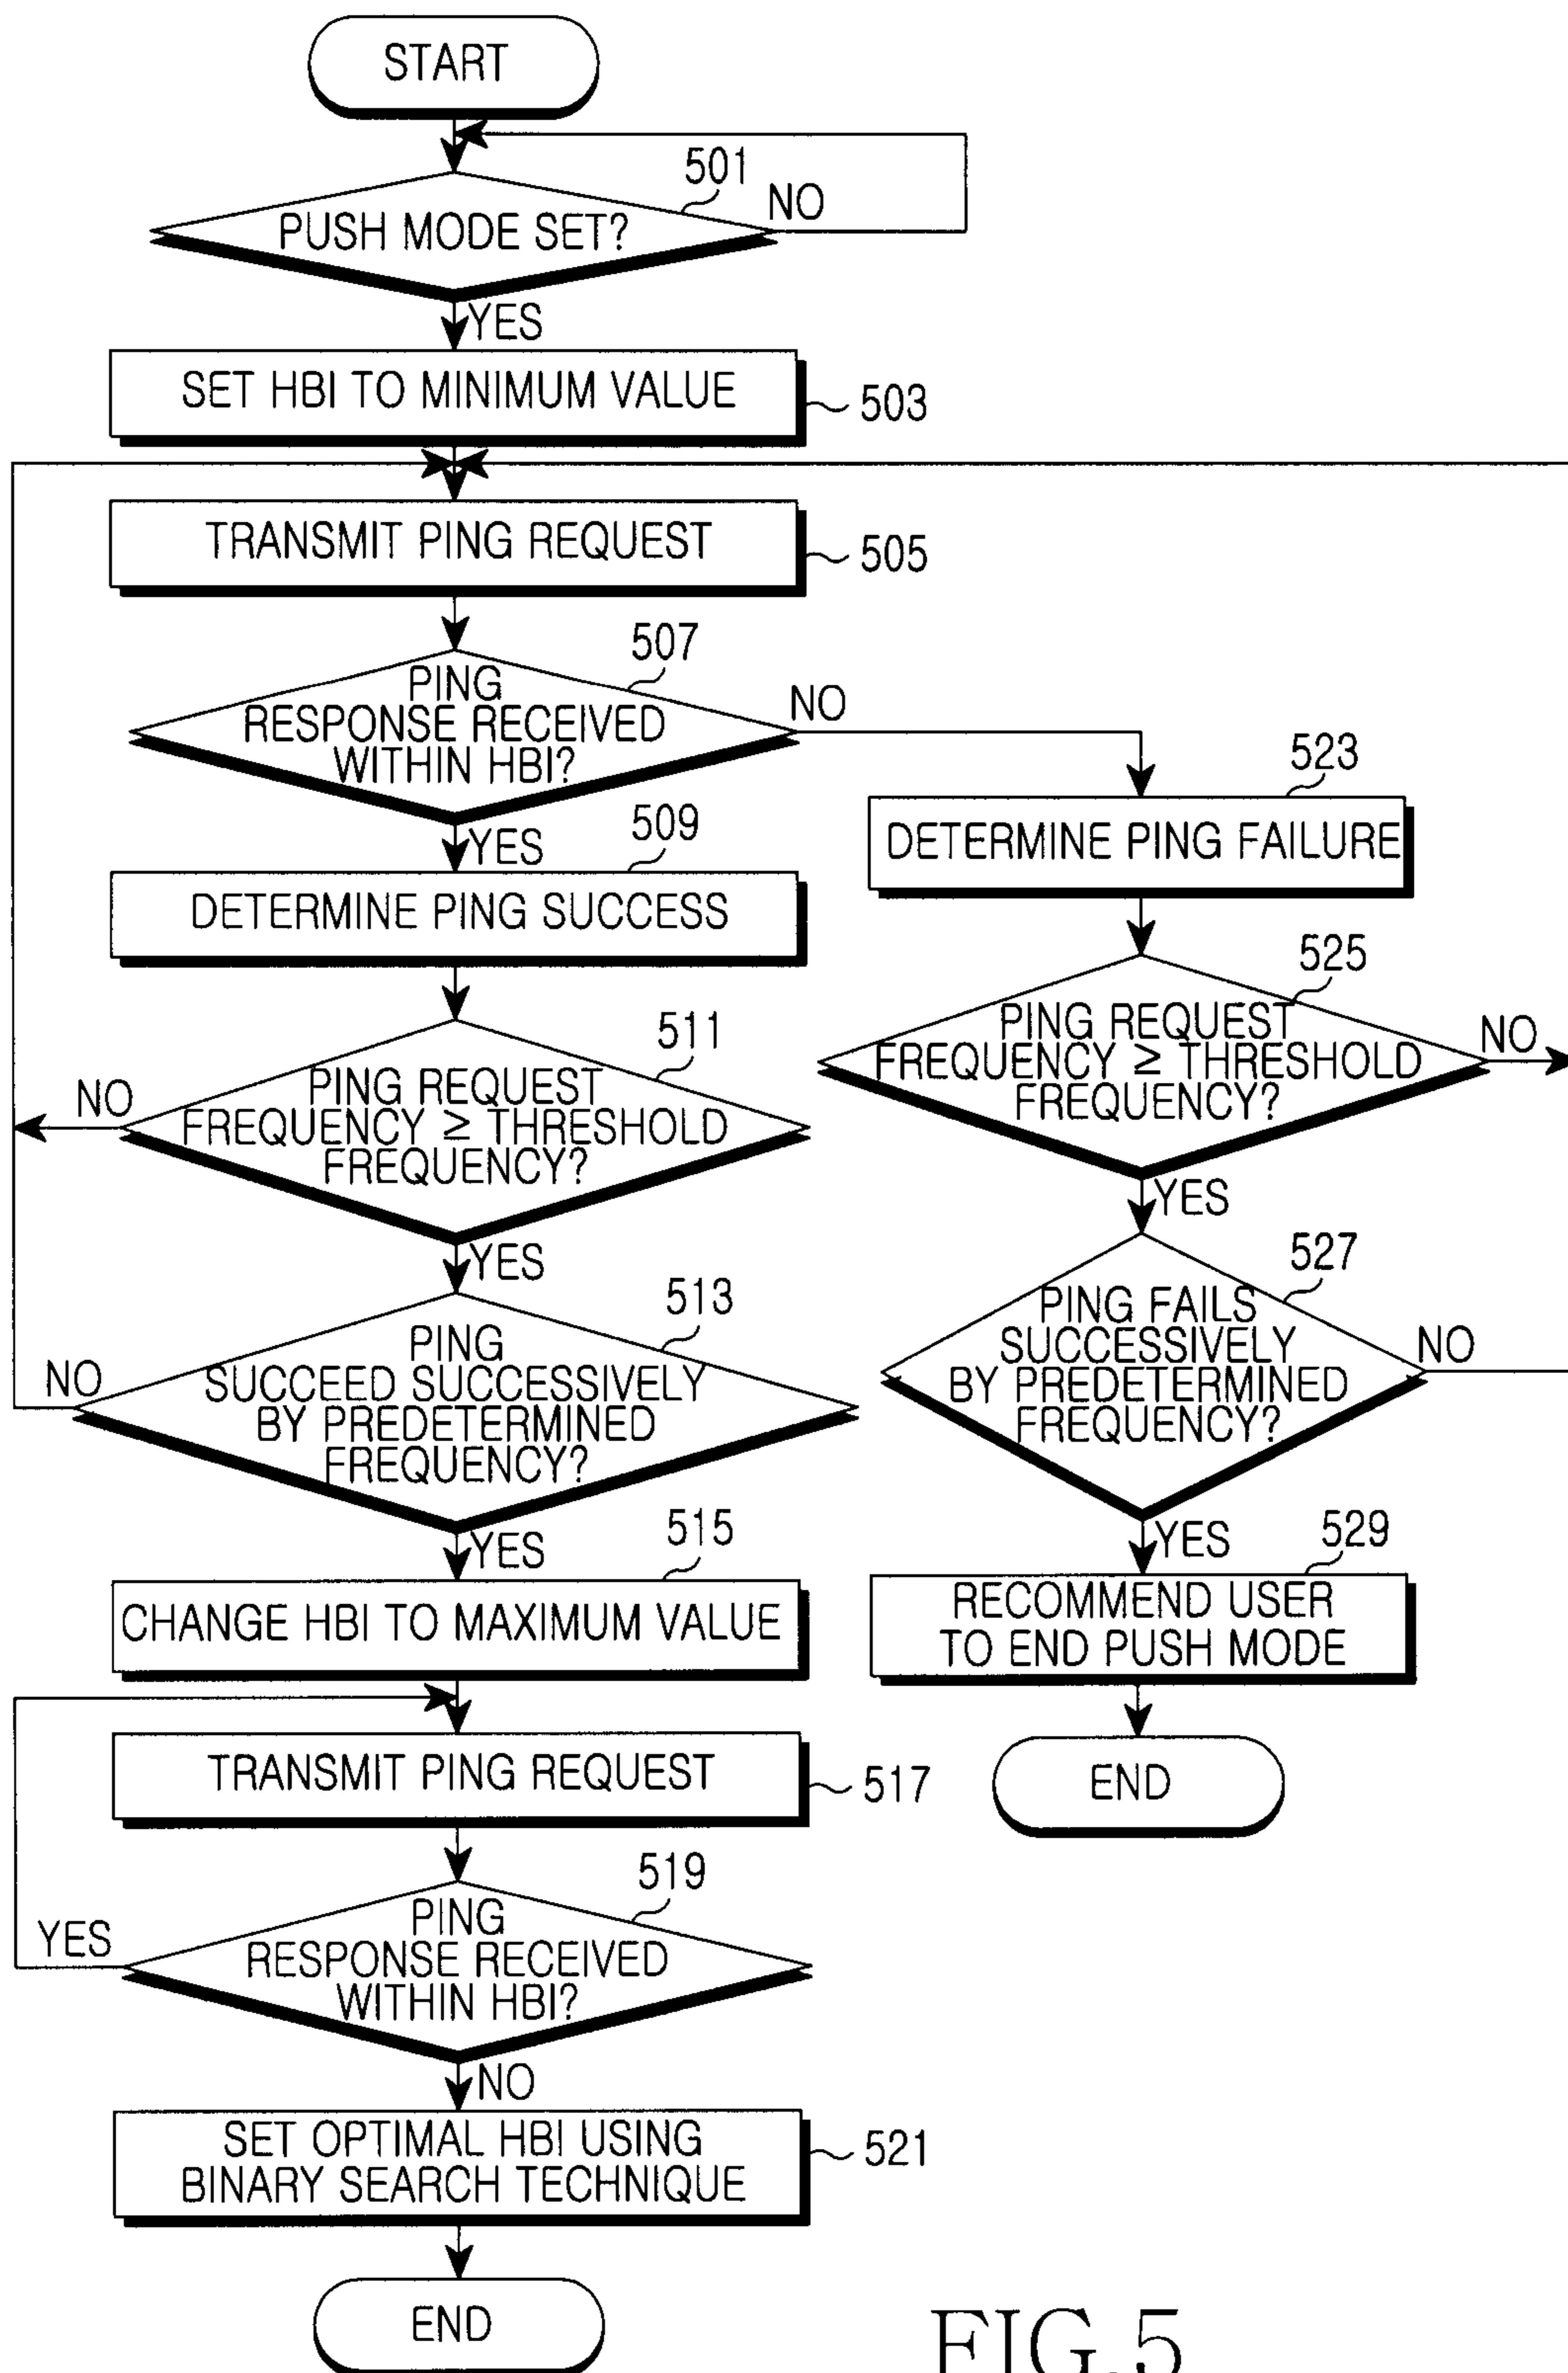 START
501
PUSH MODE SET?
NO
YES
SET HBI TO MINIMUM VALUE
503
TRANSMIT PING REQUEST
505
507
PING
RESPONSE RECEIVED
WITHIN HBI?
NO
YES
509
DETERMINE PING SUCCESS
511
PING REQUEST
FREQUENCY ≥ THRESHOLD
FREQUENCY?
NO
YES
513
PING
SUCCEED SUCCESSIVELY
BY PREDETERMINED
FREQUENCY?
NO
YES
515
CHANGE HBI TO MAXIMUM VALUE
TRANSMIT PING REQUEST
517
519
PING
RESPONSE RECEIVED
WITHIN HBI?
YES
NO
SET OPTIMAL HBI USING
BINARY SEARCH TECHNIQUE
521
END
523
DETERMINE PING FAILURE
525
PING REQUEST
FREQUENCY ≥ THRESHOLD
FREQUENCY?
NO
YES
527
PING FAILS
SUCCESSIVELY
BY PREDETERMINED
FREQUENCY?
NO
YES
529
RECOMMEND USER
TO END PUSH MODE
END
FIG.5